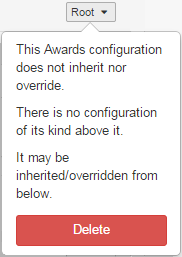 Root
This Awards configuration
does not inherit nor
override.
There is no configuration
of its kind above it.
It may be
inherited/overridden from
below.
Delete